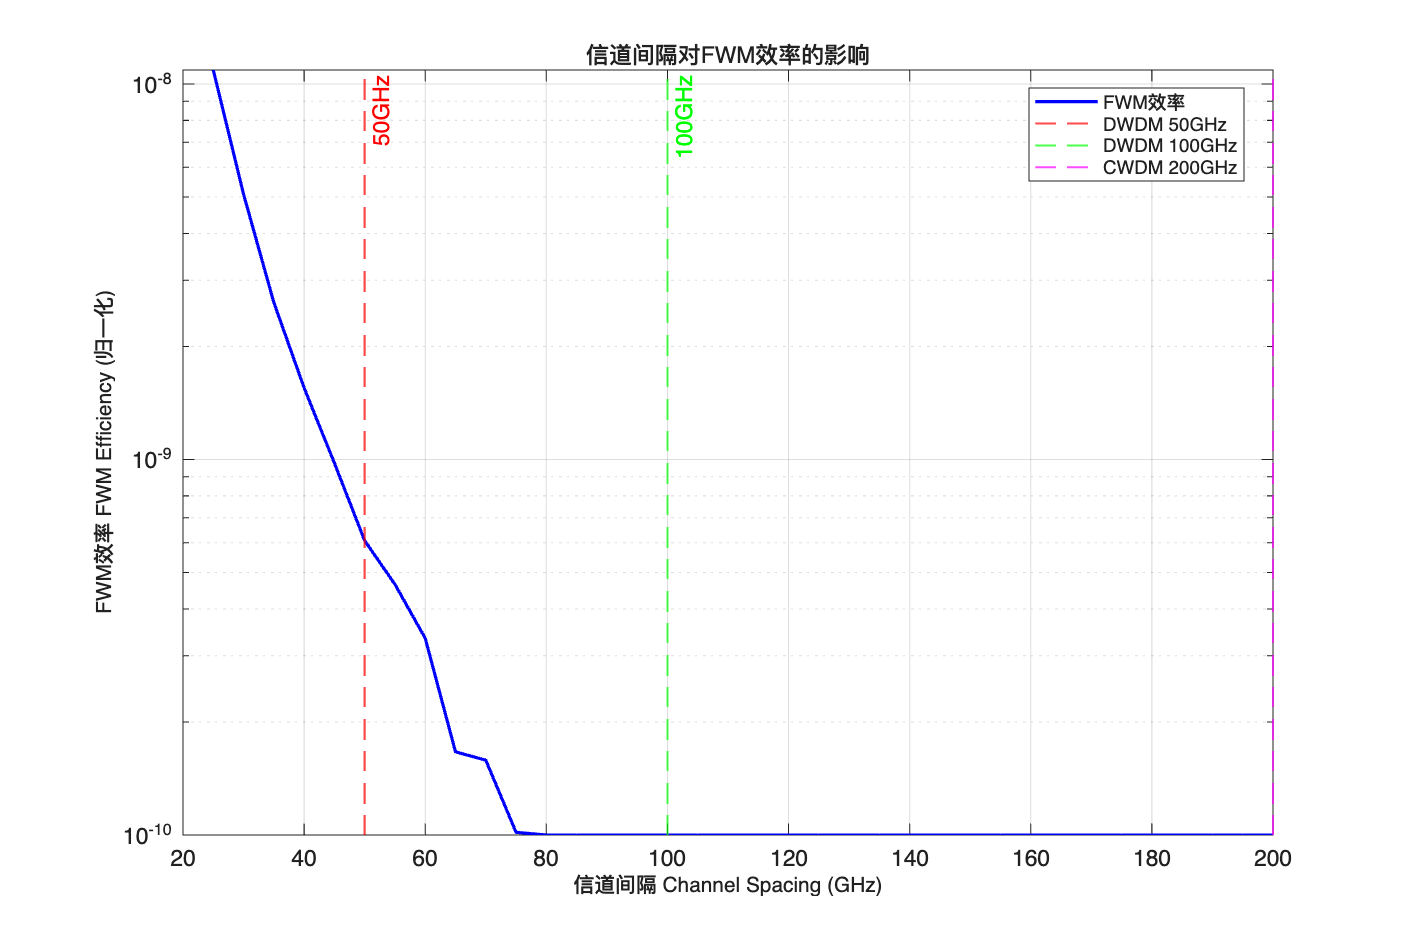 信道间隔对FWM效率的影响
10-8
10-9
10-10
FWM效率 FWM Efficiency (归一化)
50GHz
100GHz
FWM效率
DWDM 50GHz
DWDM 100GHz
CWDM 200GHz
20 40 60 80 100 120 140 160 180 200
信道间隔 Channel Spacing (GHz)